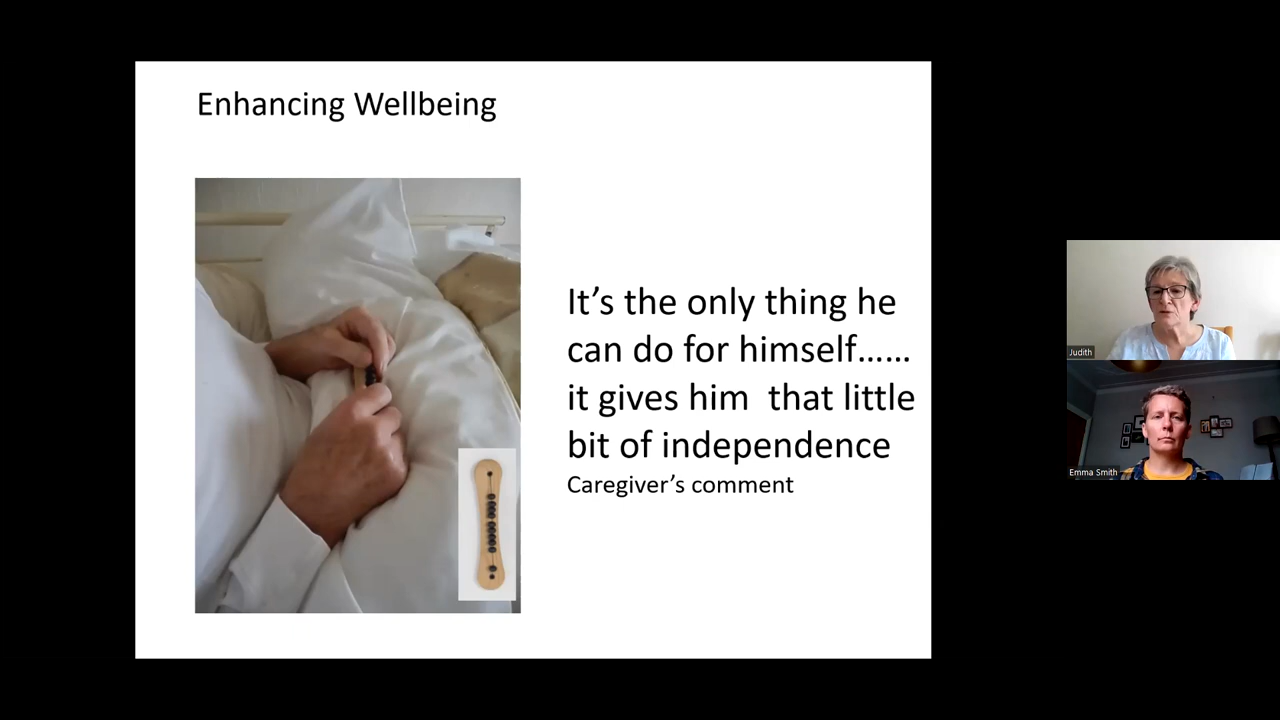 Enhancing Wellbeing
It’s the only thing he
can do for himself……
it gives him  that little
bit of independence
Caregiver’s comment
Judith
Emma Smith